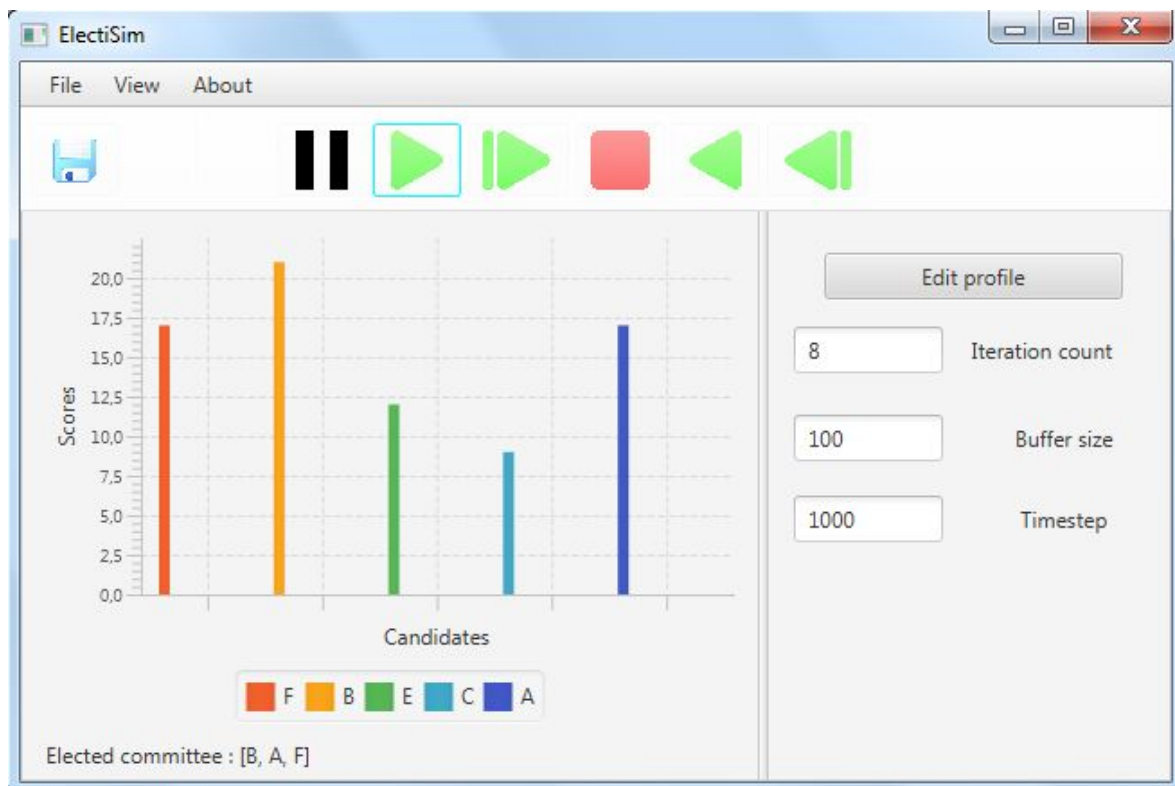 ElectiSim
File View About
Edit profile
8 Iteration count
100 Buffer size
1000 Timestep
20,0
17,5
15,0
12,5
10,0
7,5
5,0
2,5
0,0
Scores
Candidates
F B E C A
Elected committee : [B, A, F]